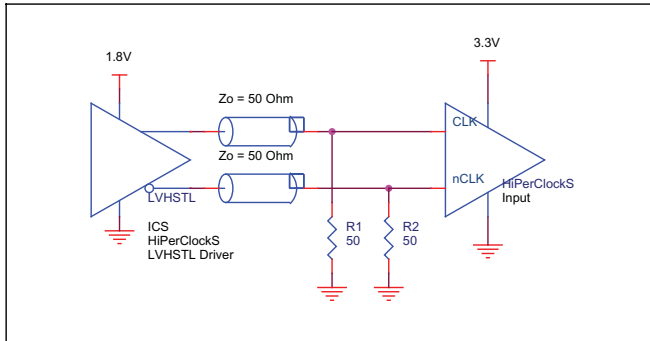 1.8V
3.3V
Zo = 50 Ohm
CLK
Zo = 50 Ohm
nCLK
LVHSTL
HiPerClockS
Input
ICS
HiPerClockS
LVHSTL Driver
R1
50
R2
50